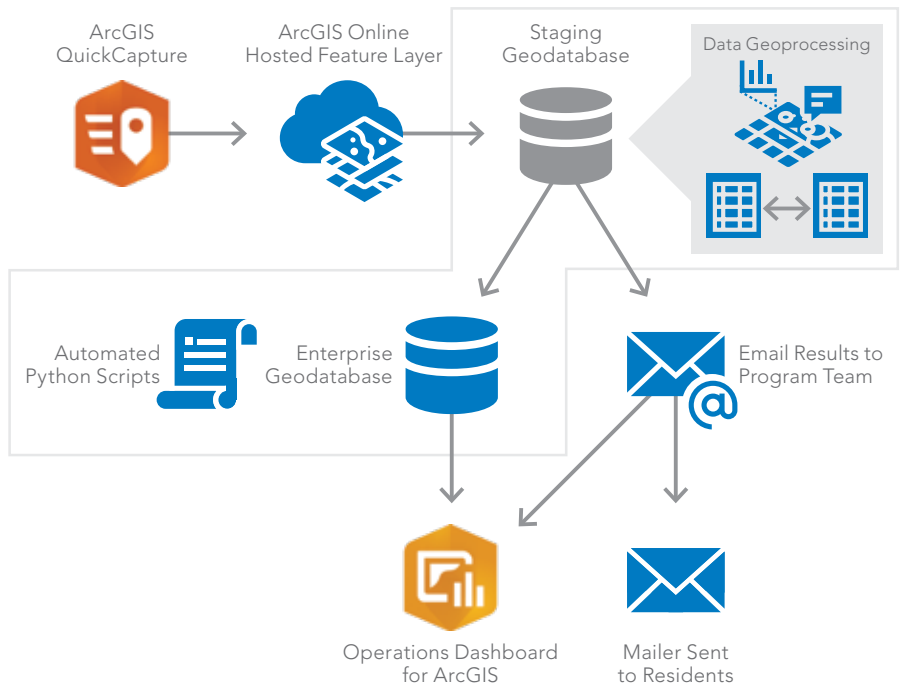 ArcGIS
QuickCapture
ArcGIS Online
Hosted Feature Layer
Staging
Geodatabase
Data Geoprocessing
Automated
Python Scripts
Enterprise
Geodatabase
Email Results to
Program Team
@
Operations Dashboard
for ArcGIS
Mailer Sent
to Residents